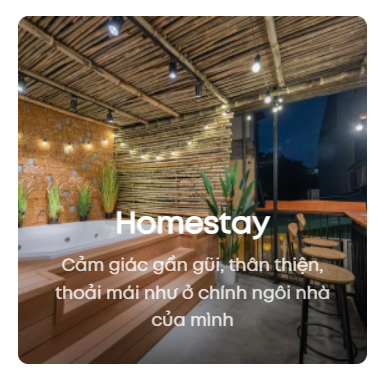 Homestay
Cảm giác gần gũi, thân thiện,
thoải mái như ở chính ngôi nhà
của mình